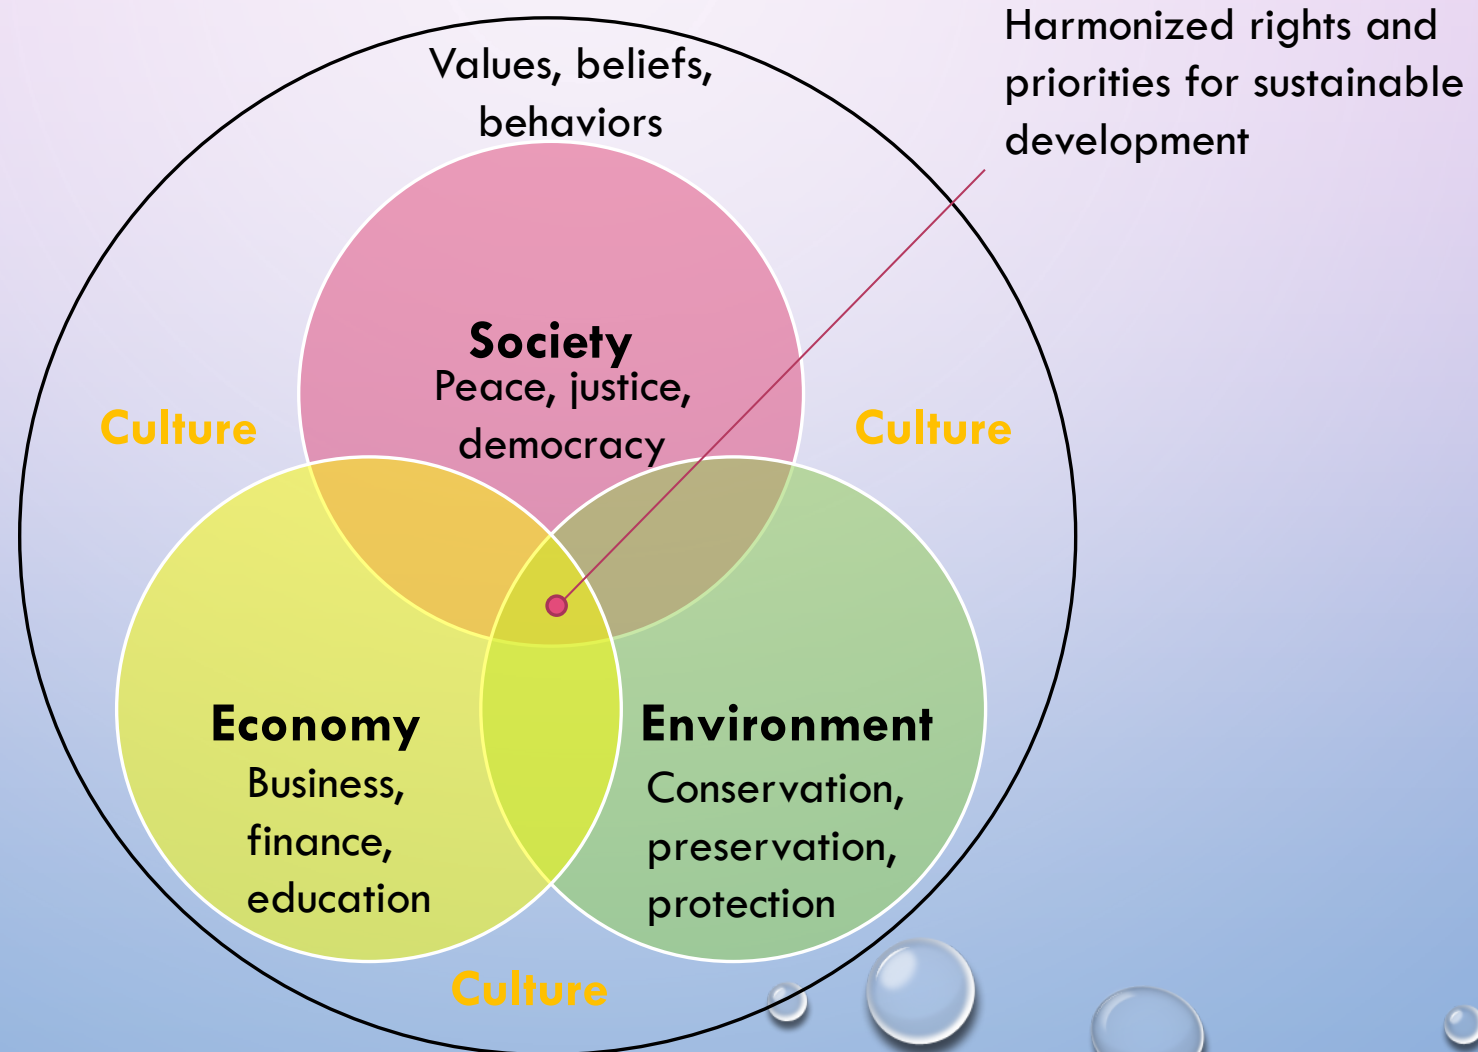 Harmonized rights and
priorities for sustainable
development
Values, beliefs,
behaviors
Society
Peace, justice,
democracy
Culture
Culture
Economy
Business,
finance,
education
Environment
Conservation,
preservation,
protection
Culture